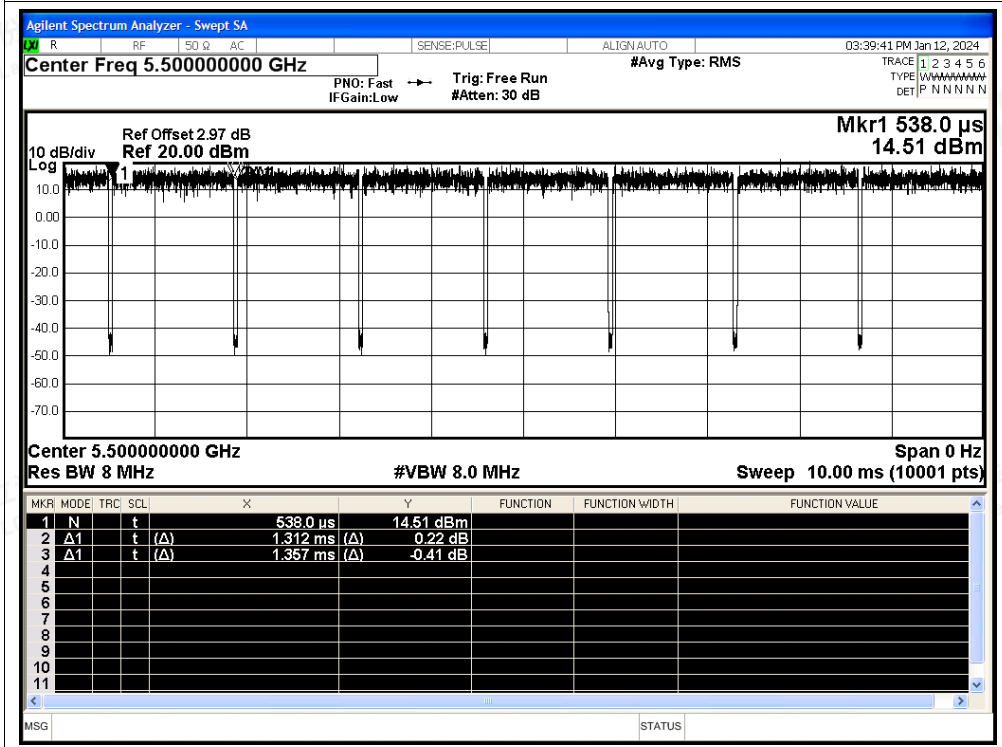 Agilent Spectrum Analyzer - Swept SA
LXI R RF 50 Ω AC SENSE:PULSE ALIGN AUTO 03:39:41 PM Jan 12, 2024
Center Freq 5.500000000 GHz #Avg Type: RMS TRACE 1 2 3 4 5 6
PNO: Fast Trig: Free Run TYPE WWWWWW
IFGain:Low #Atten: 30 dB DET P N N N N N
Ref Offset 2.97 dB Mkr1 538.0 µs
10 dB/div Ref 20.00 dBm 14.51 dBm
Log
1
10.0
0.00
-10.0
-20.0
-30.0
-40.0
-50.0
-60.0
-70.0
Center 5.500000000 GHz Span 0 Hz
Res BW 8 MHz #VBW 8.0 MHz Sweep 10.00 ms (10001 pts)
MKR MODE TRC SCL X Y FUNCTION FUNCTION WIDTH FUNCTION VALUE
1 N t 538.0 µs 14.51 dBm
2 Δ1 t (Δ) 1.312 ms (Δ) 0.22 dB
3 Δ1 t (Δ) 1.357 ms (Δ) -0.41 dB
4
5
6
7
8
9
10
11
MSG STATUS